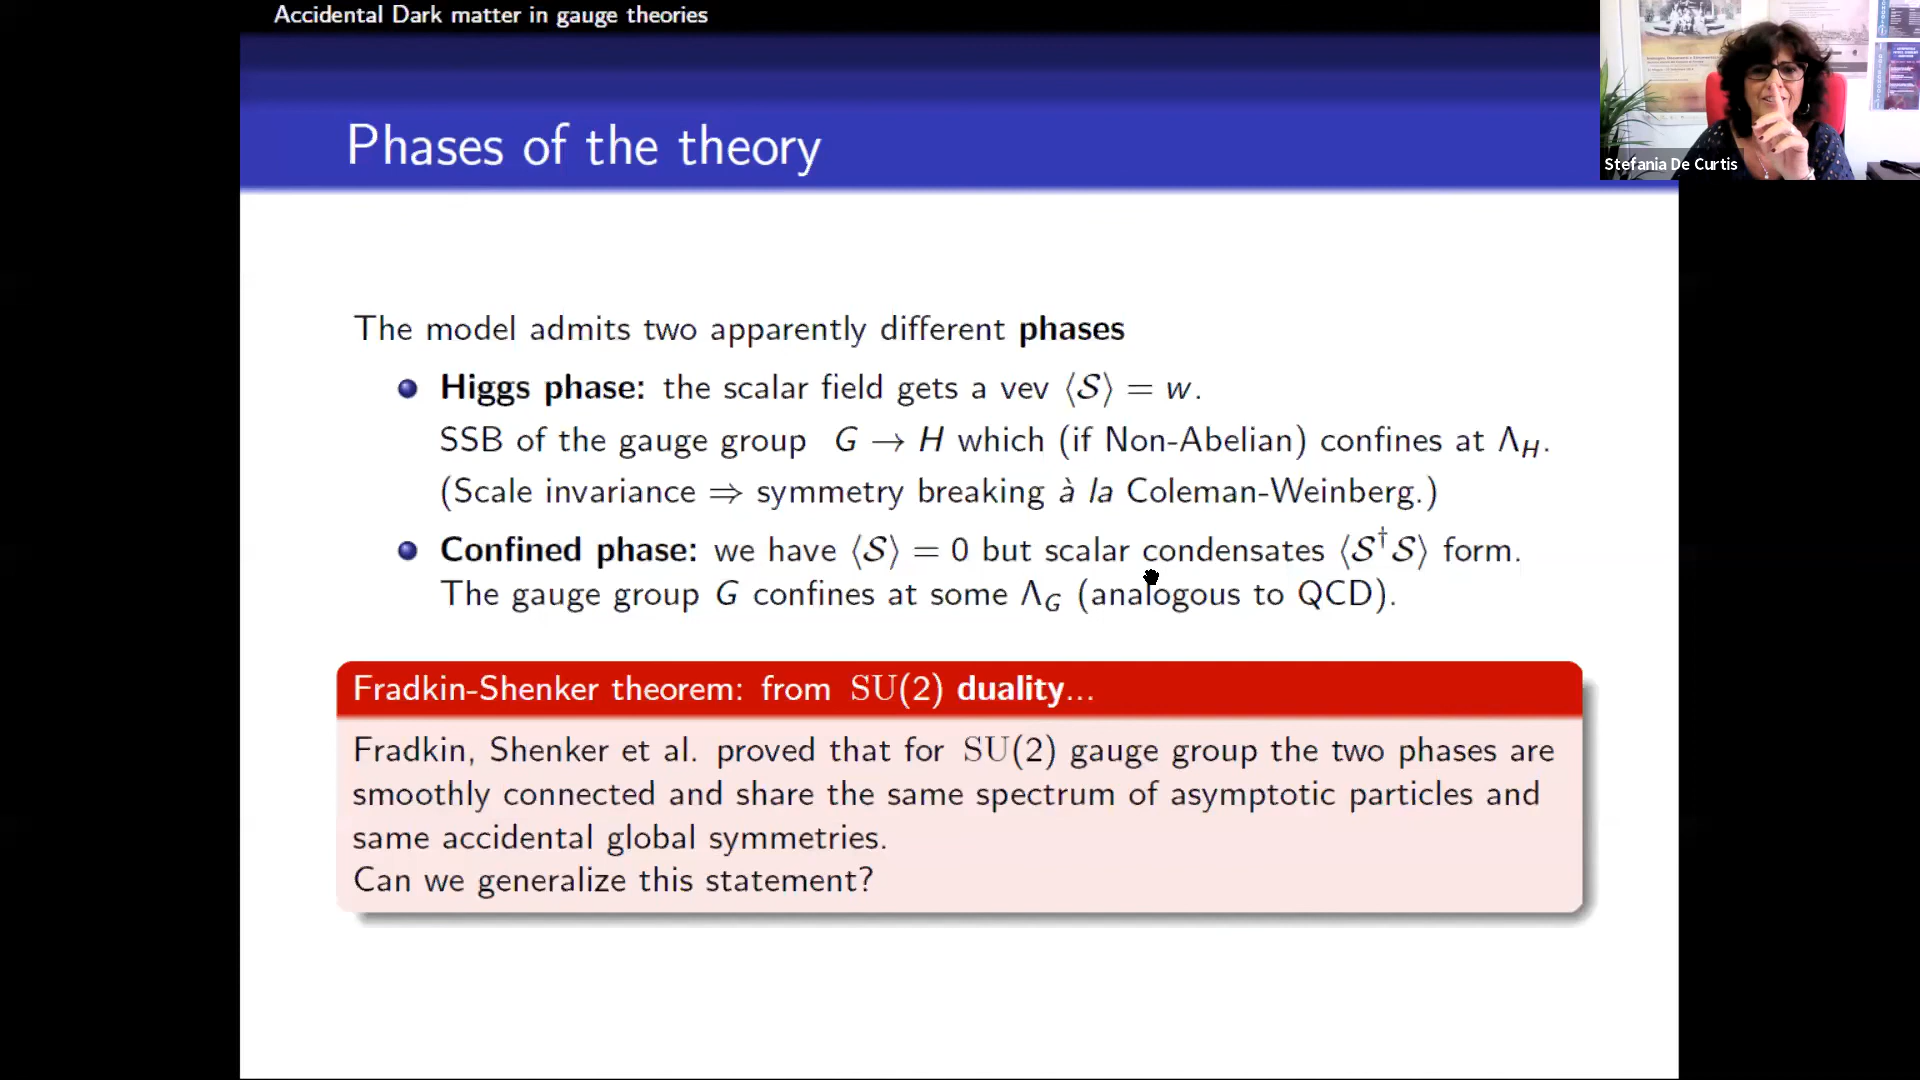 Accidental Dark matter in gauge theories
Phases of the theory
Stefania De Curtis
The model admits two apparently different phases
Higgs phase: the scalar field gets a vev ⟨𝒮⟩ = w.
SSB of the gauge group G → H which (if Non-Abelian) confines at Λ_H.
(Scale invariance ⇒ symmetry breaking à la Coleman-Weinberg.)
Confined phase: we have ⟨𝒮⟩ = 0 but scalar condensates ⟨𝒮†𝒮⟩ form.
The gauge group G confines at some Λ_G (analogous to QCD).
Fradkin-Shenker theorem: from SU(2) duality...
Fradkin, Shenker et al. proved that for SU(2) gauge group the two phases are
smoothly connected and share the same spectrum of asymptotic particles and
same accidental global symmetries.
Can we generalize this statement?